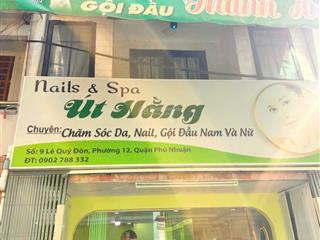 GỘI ĐẦU
Nails & Spa
Út Hằng
Chuyên: Chăm Sóc Da, Nail, Gội Đầu Nam Và Nữ
Số: 9 Lê Quý Đôn, Phường 12, Quận Phú Nhuận
ĐT: 0902 788 332